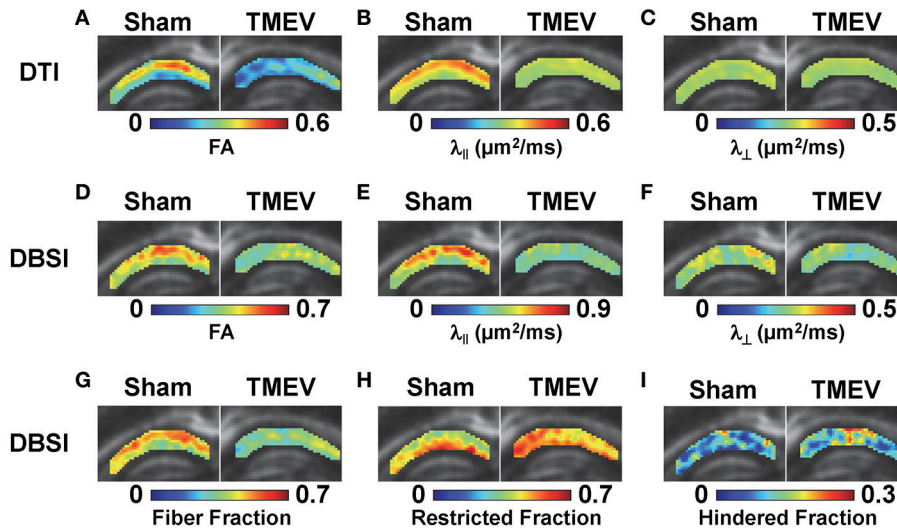 A B C
Sham TMEV Sham TMEV Sham TMEV
DTI
0 0.6 0 0.6 0 0.5
FA λ∥ (µm²/ms) λ⊥ (µm²/ms)
D E F
Sham TMEV Sham TMEV Sham TMEV
DBSI
0 0.7 0 0.9 0 0.5
FA λ∥ (µm²/ms) λ⊥ (µm²/ms)
G H I
Sham TMEV Sham TMEV Sham TMEV
DBSI
0 0.7 0 0.7 0 0.3
Fiber Fraction Restricted Fraction Hindered Fraction